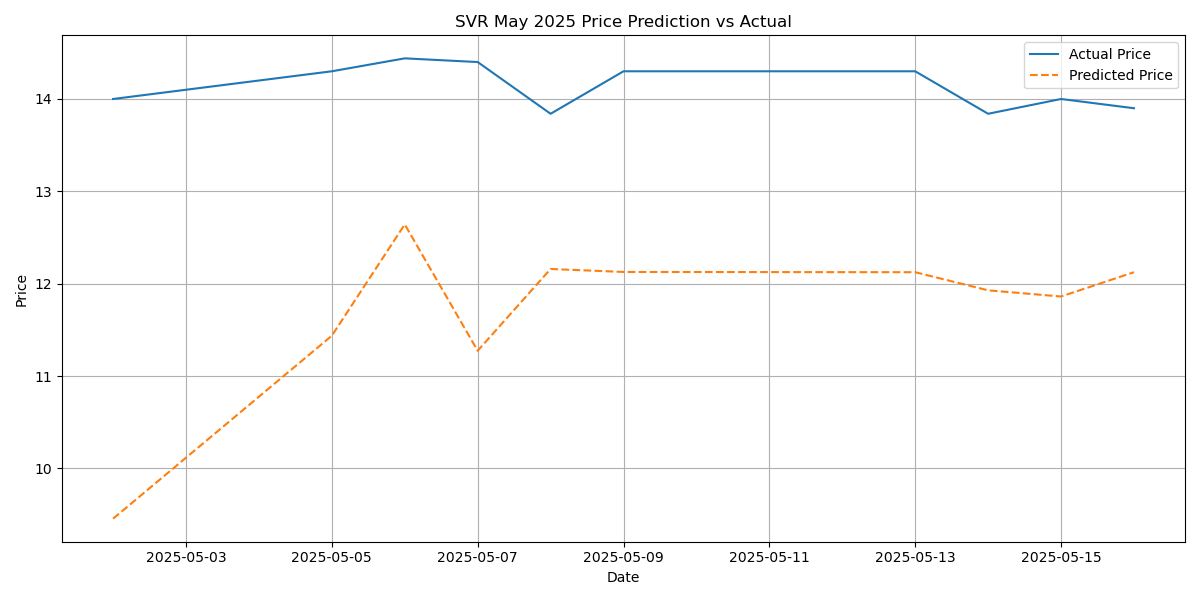 SVR May 2025 Price Prediction vs Actual
Actual Price
Predicted Price
Price
14
13
12
11
10
2025-05-03
2025-05-05
2025-05-07
2025-05-09
2025-05-11
2025-05-13
2025-05-15
Date